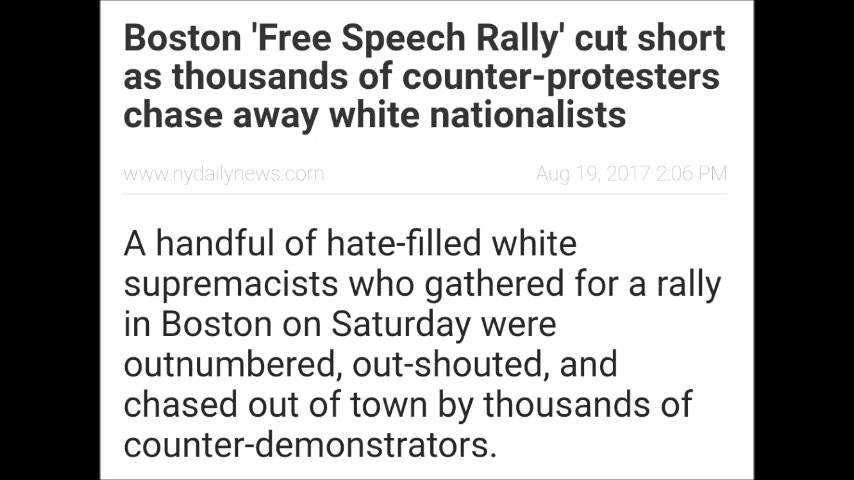 Boston 'Free Speech Rally' cut short
as thousands of counter-protesters
chase away white nationalists
www.nydailynews.com Aug 19, 2017 2:06 PM
A handful of hate-filled white
supremacists who gathered for a rally
in Boston on Saturday were
outnumbered, out-shouted, and
chased out of town by thousands of
counter-demonstrators.